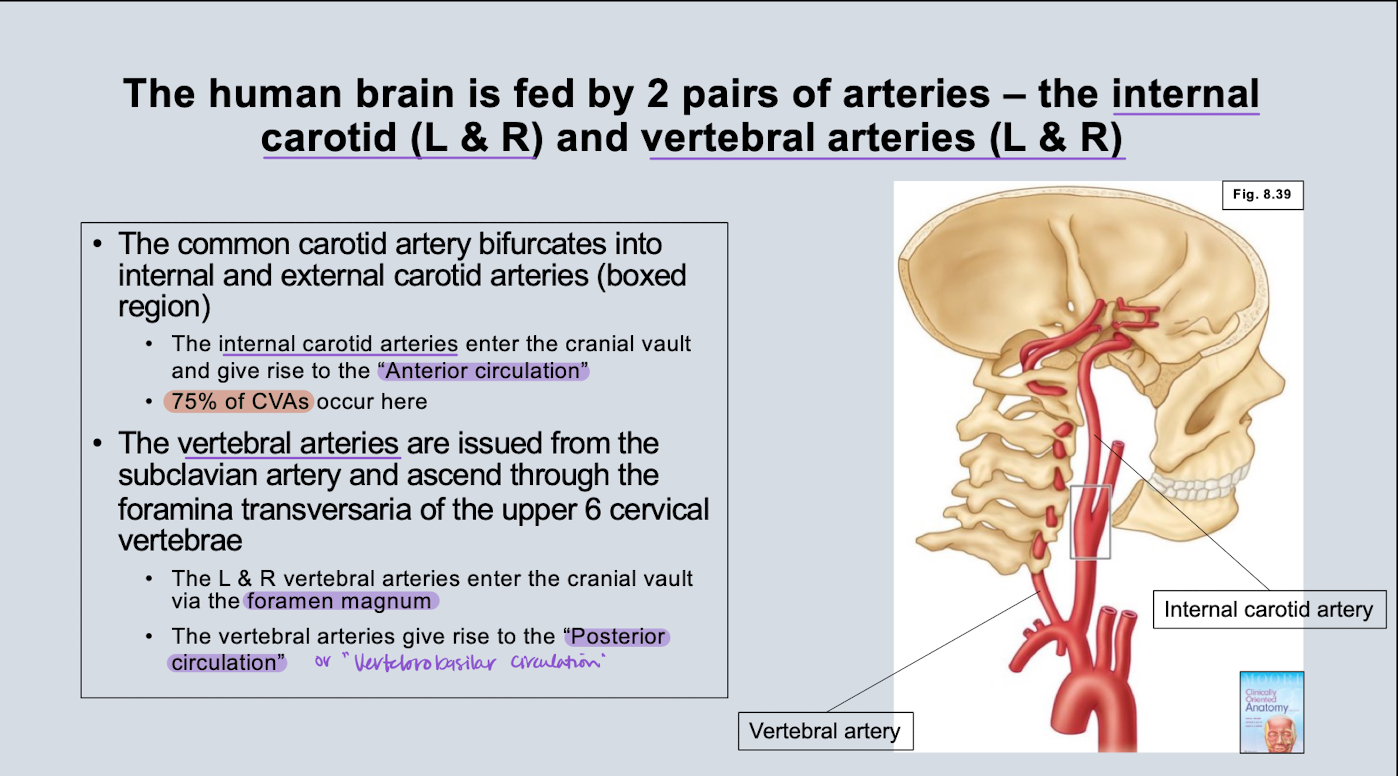 The human brain is fed by 2 pairs of arteries – the internal
carotid (L & R) and vertebral arteries (L & R)
Fig. 8.39
• The common carotid artery bifurcates into
internal and external carotid arteries (boxed
region)
• The internal carotid arteries enter the cranial vault
and give rise to the “Anterior circulation”
• 75% of CVAs occur here
• The vertebral arteries are issued from the
subclavian artery and ascend through the
foramina transversaria of the upper 6 cervical
vertebrae
• The L & R vertebral arteries enter the cranial vault
via the foramen magnum
• The vertebral arteries give rise to the “Posterior
circulation” or "Vertebrobasilar circulation"
Internal carotid artery
Vertebral artery
MOORE
Clinically
Oriented
Anatomy